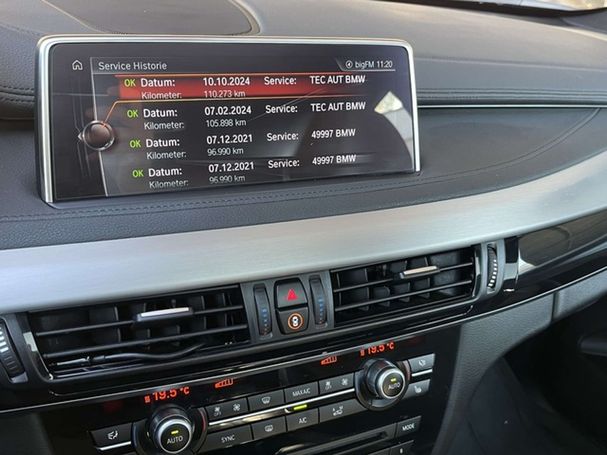 Service Historie bigFM 11:20
OK Datum: 10.10.2024 Service: TEC AUT BMW
Kilometer: 110.273 km
OK Datum: 07.02.2024 Service: TEC AUT BMW
Kilometer: 105.898 km
OK Datum: 07.12.2021 Service: 49997 BMW
Kilometer: 96.990 km
OK Datum: 07.12.2021 Service: 49997 BMW
Kilometer: 96.990 km
19.5°C 19.5°C
MAX A/C
AUTO
AUTO
SYNC A/C MODE